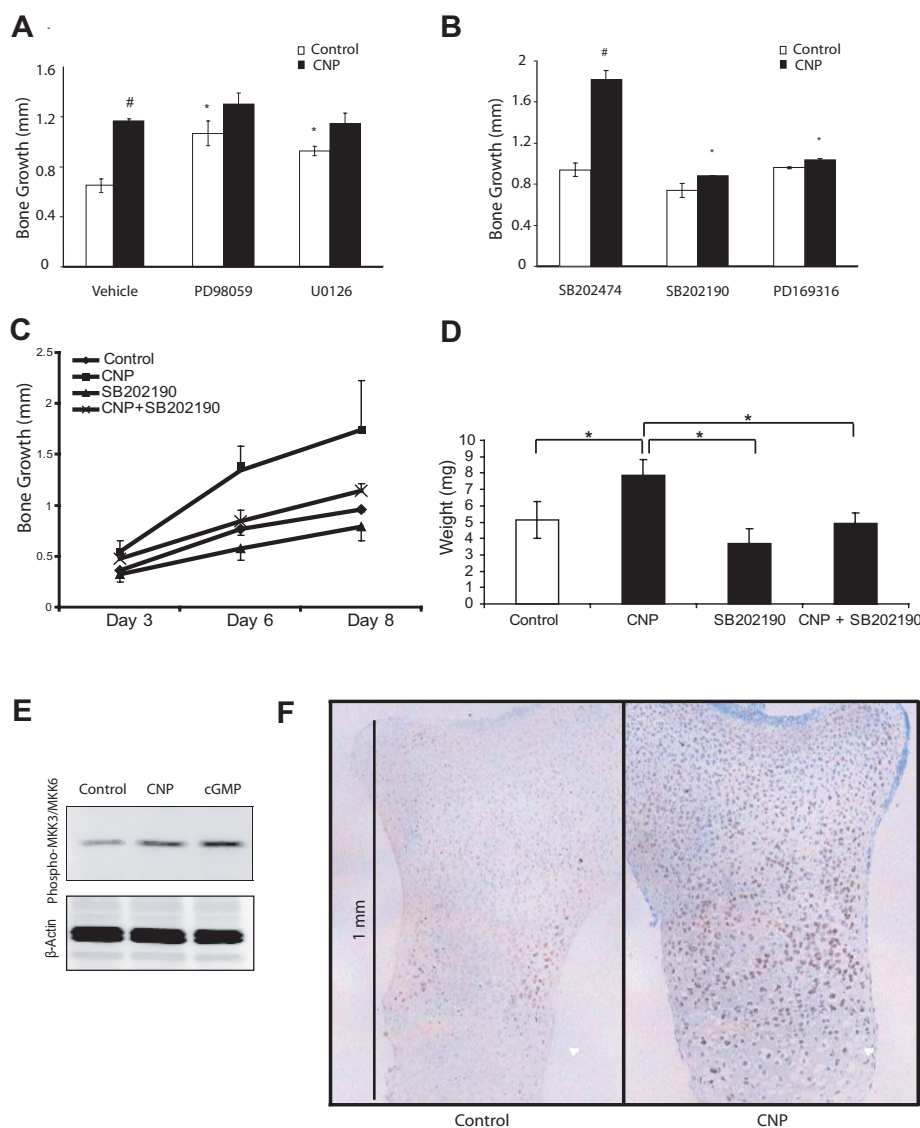 A
Control
CNP
Bone Growth (mm)
1.6
1.2
0.8
0.4
0
#
*
*
Vehicle
PD98059
U0126
B
Control
CNP
Bone Growth (mm)
2
1.6
1.2
0.8
0.4
0
#
*
*
SB202474
SB202190
PD169316
C
Control
CNP
SB202190
CNP+SB202190
Bone Growth (mm)
2.5
2
1.5
1
0.5
0
Day 3
Day 6
Day 8
D
Weight (mg)
10
9
8
7
6
5
4
3
2
1
0
*
*
*
Control
CNP
SB202190
CNP + SB202190
E
Control
CNP
cGMP
Phospho-MKK3/MKK6
β-Actin
F
1 mm
Control
CNP